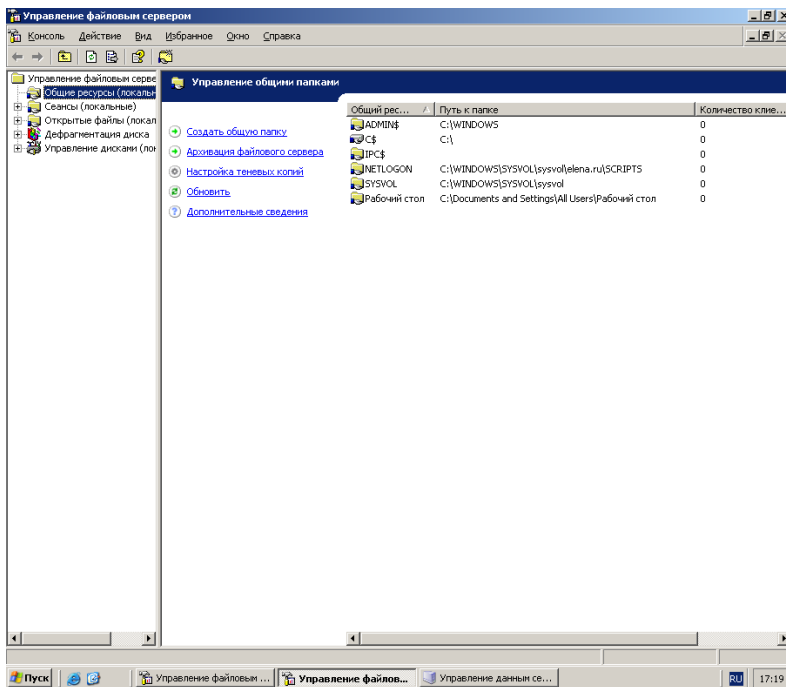 Управление файловым сервером
Консоль Действие Вид Избранное Окно Справка
Управление файловым серве
Общие ресурсы (локальн
Сеансы (локальные)
Открытые файлы (локал
Дефрагментация диска
Управление дисками (лок
Управление общими папками
Создать общую папку
Архивация файлового сервера
Настройка теневых копий
Обновить
Дополнительные сведения
Общий рес... Путь к папке Количество клие...
ADMIN$ C:\WINDOWS 0
C$ C:\ 0
IPC$ 0
NETLOGON C:\WINDOWS\SYSVOL\sysvol\elena.ru\SCRIPTS 0
SYSVOL C:\WINDOWS\SYSVOL\sysvol 0
Рабочий стол C:\Documents and Settings\All Users\Рабочий стол 0
Пуск Управление файловым ... Управление файлов... Управление данным се... RU 17:19